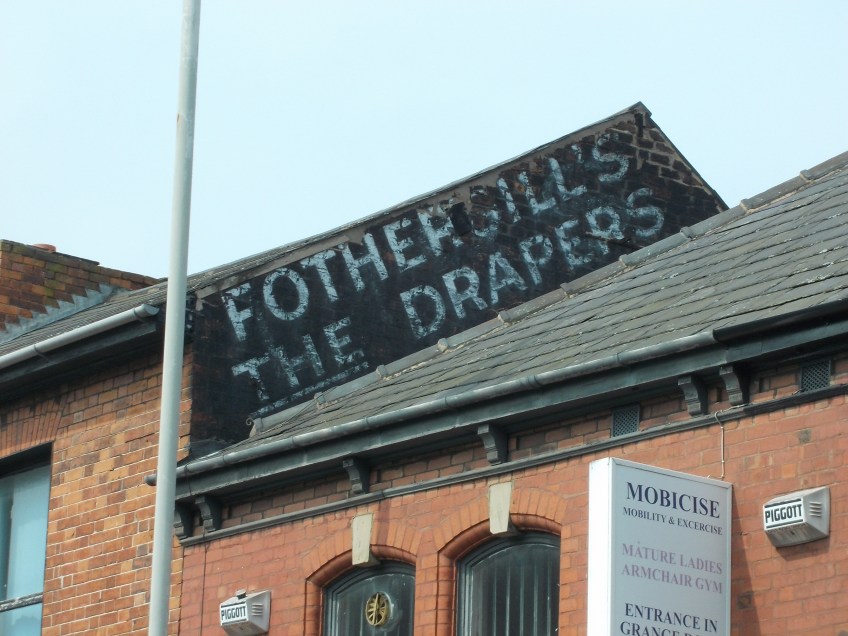 FOTHERGILL'S
THE DRAPERS
MOBICISE
MOBILITY & EXCERCISE
MATURE LADIES
ARMCHAIR GYM
ENTRANCE IN
PIGGOTT
PIGGOTT